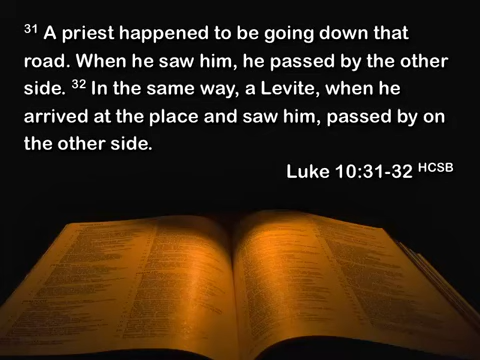 31 A priest happened to be going down that
road. When he saw him, he passed by the other
side. 32 In the same way, a Levite, when he
arrived at the place and saw him, passed by on
the other side.
Luke 10:31-32 HCSB